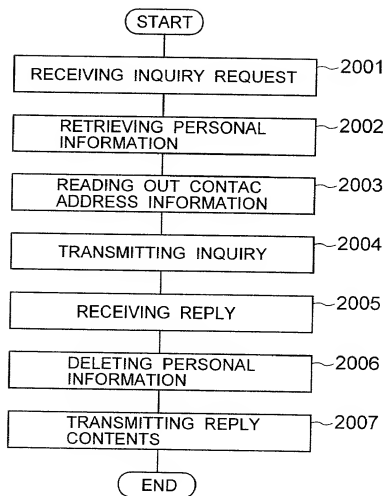 START
RECEIVING INQUIRY REQUEST
2001
RETRIEVING PERSONAL
INFORMATION
2002
READING OUT CONTAC
ADDRESS INFORMATION
2003
TRANSMITTING INQUIRY
2004
RECEIVING REPLY
2005
DELETING PERSONAL
INFORMATION
2006
TRANSMITTING REPLY
CONTENTS
2007
END